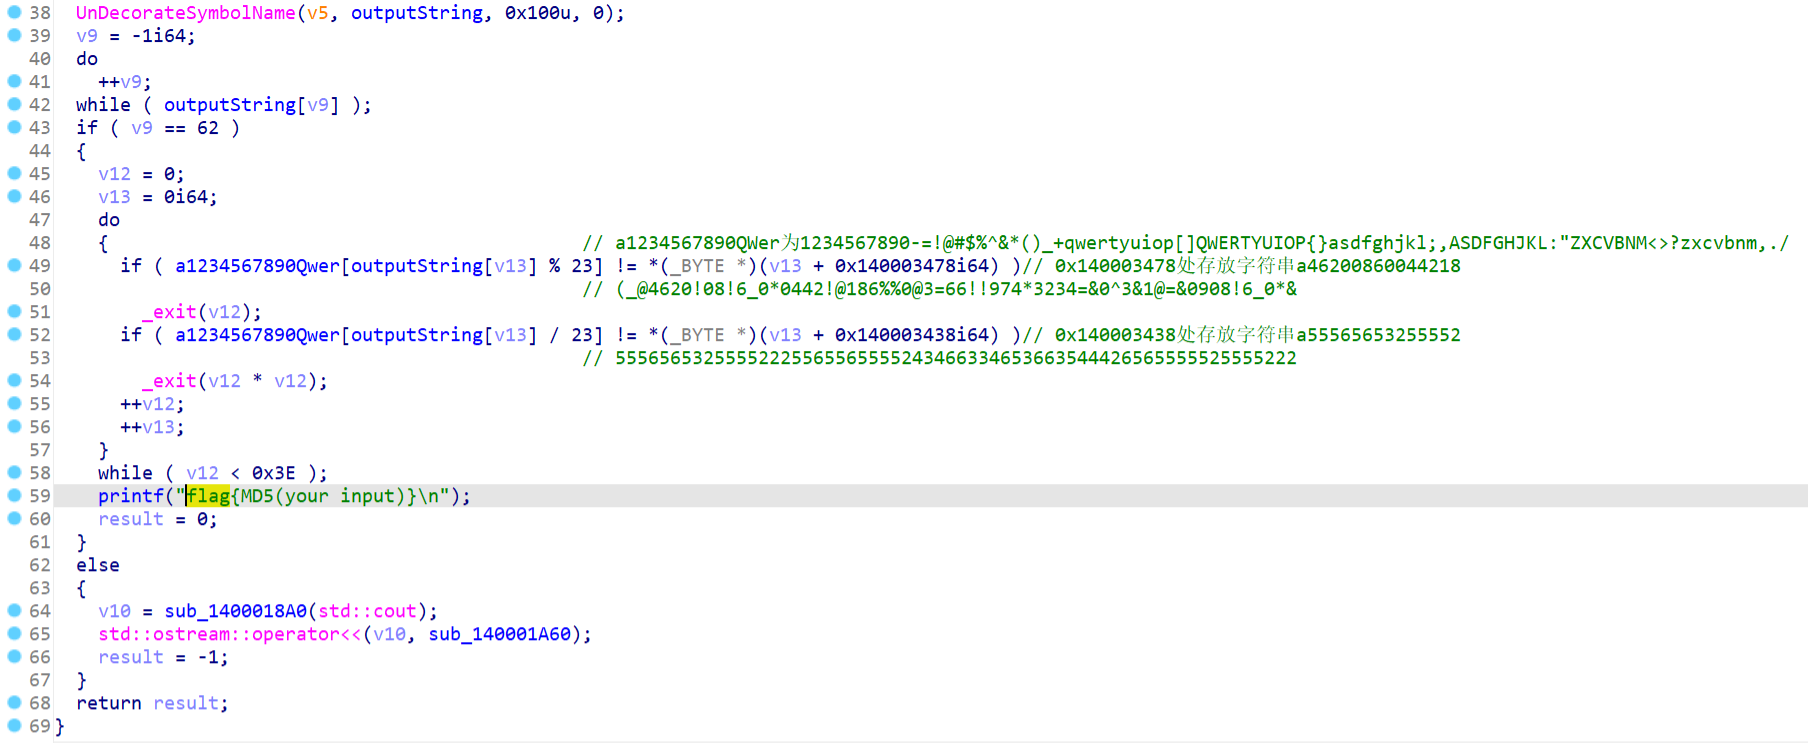 38 UnDecorateSymbolName(v5, outputString, 0x100u, 0);
39 v9 = -1i64;
40 do
41 ++v9;
42 while ( outputString[v9] );
43 if ( v9 == 62 )
44 {
45 v12 = 0;
46 v13 = 0i64;
47 do
48 { // a1234567890QWer为1234567890-=!@#$%^&*()_+qwertyuiop[]QWERTYUIOP{}asdfghjkl;,ASDFGHJKL:"ZXCVBNM<>?zxcvbnm,./
49 if ( a1234567890Qwer[outputString[v13] % 23] != *(_BYTE *)(v13 + 0x140003478i64) )// 0x140003478处存放字符串a46200860044218
50 // (_@4620!08!6_0*0442!@186%%0@3=66!!974*3234=&0^3&1@=&0908!6_0*&
51 _exit(v12);
52 if ( a1234567890Qwer[outputString[v13] / 23] != *(_BYTE *)(v13 + 0x140003438i64) )// 0x140003438处存放字符串a55565653255552
53 // 55565653255552225565565555243466334653663544426565555525555222
54 _exit(v12 * v12);
55 ++v12;
56 ++v13;
57 }
58 while ( v12 < 0x3E );
59 printf("flag{MD5(your input)}\n");
60 result = 0;
61 }
62 else
63 {
64 v10 = sub_1400018A0(std::cout);
65 std::ostream::operator<<(v10, sub_140001A60);
66 result = -1;
67 }
68 return result;
69 }